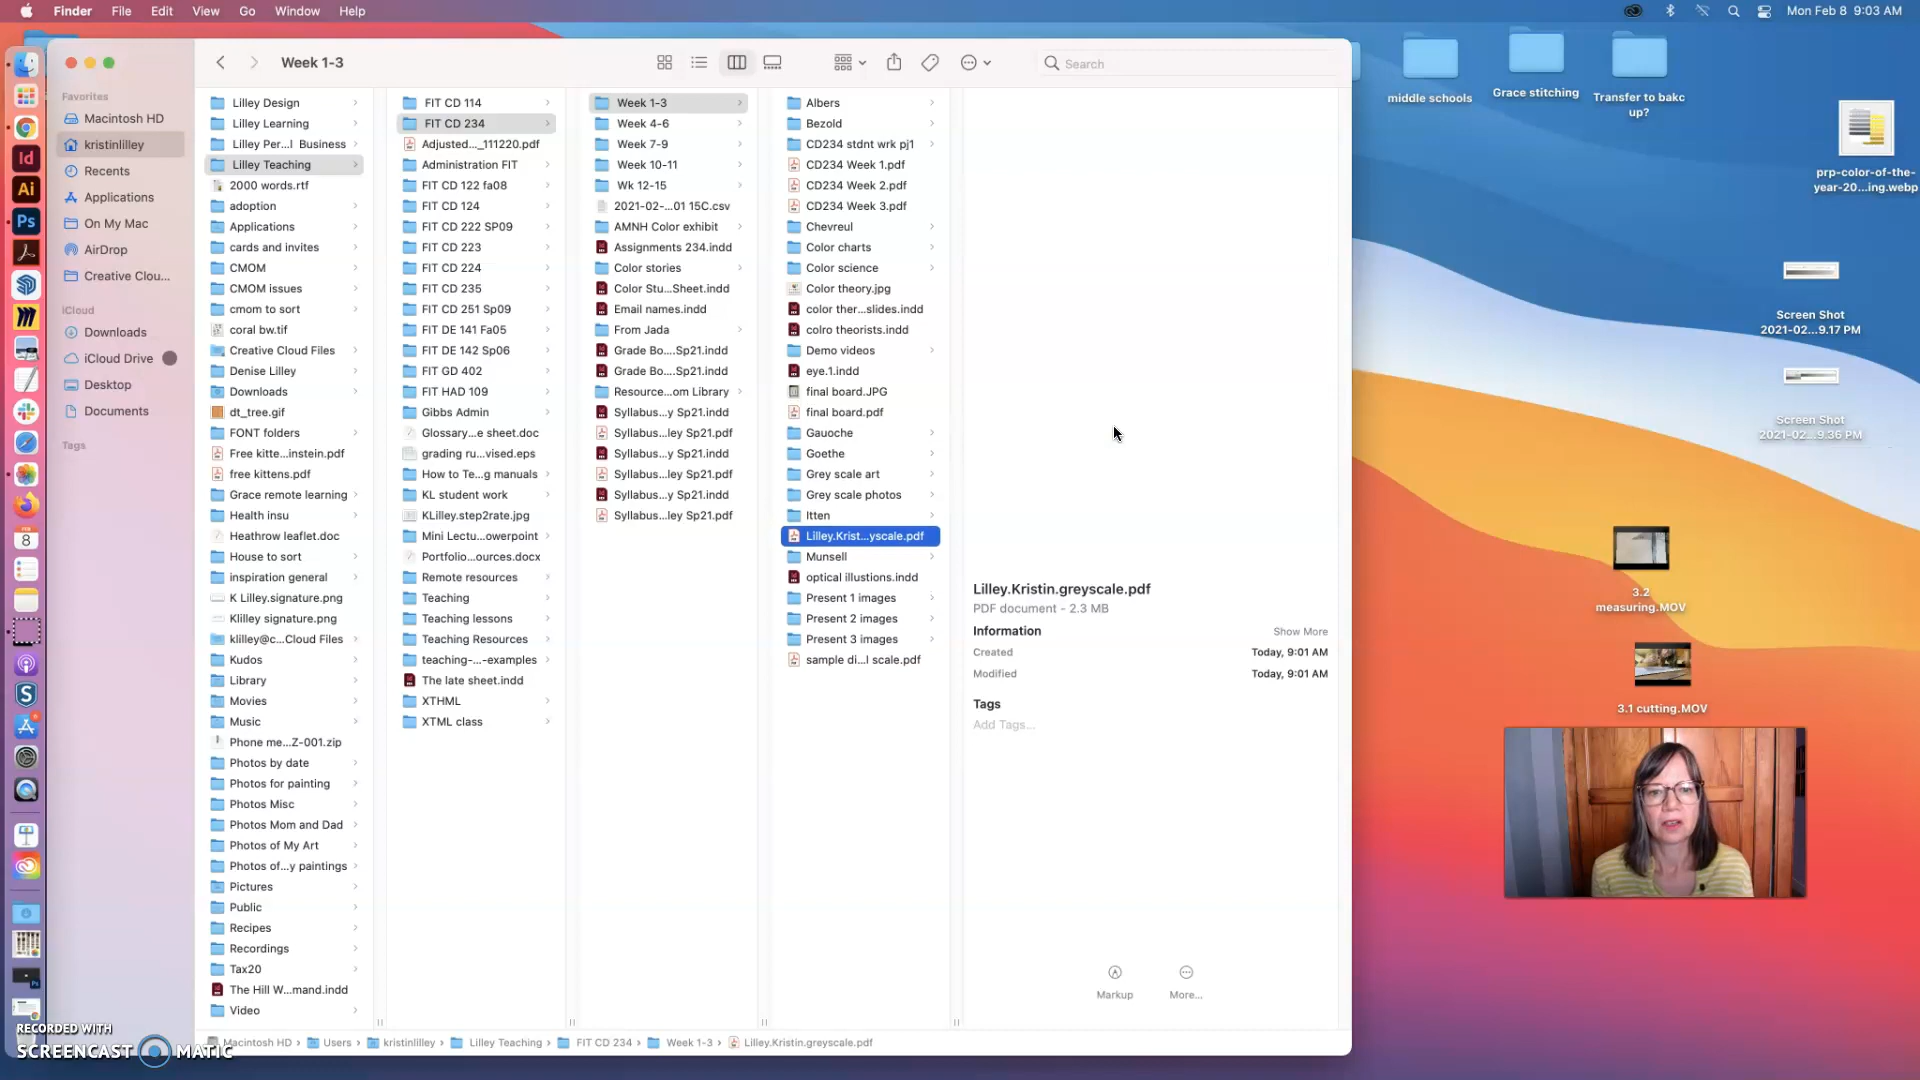 Finder File Edit View Go Window Help
Mon Feb 8 9:03 AM
Week 1-3
Search
Favorites
Macintosh HD
kristinlilley
Recents
Applications
On My Mac
AirDrop
Creative Clou...
iCloud
Downloads
iCloud Drive
Desktop
Documents
Tags
Lilley Design
Lilley Learning
Lilley Per...l Business
Lilley Teaching
2000 words.rtf
adoption
Applications
cards and invites
CMOM
CMOM issues
cmom to sort
coral bw.tif
Creative Cloud Files
Denise Lilley
Downloads
dt_tree.gif
FONT folders
Free kitte...instein.pdf
free kittens.pdf
Grace remote learning
Health insu
Heathrow leaflet.doc
House to sort
inspiration general
K Lilley.signature.png
Klilley signature.png
klilley@c...Cloud Files
Kudos
Library
Movies
Music
Phone me...Z-001.zip
Photos by date
Photos for painting
Photos Misc
Photos Mom and Dad
Photos of My Art
Photos of...y paintings
Pictures
Public
Recipes
Recordings
Tax20
The Hill W...mand.indd
Video
FIT CD 114
FIT CD 234
Adjusted..._111220.pdf
Administration FIT
FIT CD 122 fa08
FIT CD 124
FIT CD 222 SP09
FIT CD 223
FIT CD 224
FIT CD 235
FIT CD 251 Sp09
FIT DE 141 Fa05
FIT DE 142 Sp06
FIT GD 402
FIT HAD 109
Gibbs Admin
Glossary...e sheet.doc
grading ru...vised.eps
How to Te...g manuals
KL student work
KLilley.step2rate.jpg
Mini Lectu...owerpoint
Portfolio...ources.docx
Remote resources
Teaching
Teaching lessons
Teaching Resources
teaching-...-examples
The late sheet.indd
XTHML
XTML class
Week 1-3
Week 4-6
Week 7-9
Week 10-11
Wk 12-15
2021-02-...01 15C.csv
AMNH Color exhibit
Assignments 234.indd
Color stories
Color Stu...Sheet.indd
Email names.indd
From Jada
Grade Bo....Sp21.indd
Grade Bo....Sp21.indd
Resource...om Library
Syllabus...y Sp21.indd
Syllabus...ley Sp21.pdf
Syllabus...y Sp21.indd
Syllabus...ley Sp21.pdf
Syllabus...y Sp21.indd
Syllabus...ley Sp21.pdf
Albers
Bezold
CD234 stdnt wrk pj1
CD234 Week 1.pdf
CD234 Week 2.pdf
CD234 Week 3.pdf
Chevreul
Color charts
Color science
Color theory.jpg
color ther...slides.indd
colro theorists.indd
Demo videos
eye.1.indd
final board.JPG
final board.pdf
Gauoche
Goethe
Grey scale art
Grey scale photos
Itten
Lilley.Krist...yscale.pdf
Munsell
optical illustions.indd
Present 1 images
Present 2 images
Present 3 images
sample di...l scale.pdf
Lilley.Kristin.greyscale.pdf
PDF document - 2.3 MB
Information Show More
Created Today, 9:01 AM
Modified Today, 9:01 AM
Tags
Add Tags...
Markup More...
Macintosh HD › Users › kristinlilley › Lilley Teaching › FIT CD 234 › Week 1-3 › Lilley.Kristin.greyscale.pdf
middle schools
Grace stitching
Transfer to bakc
up?
prp-color-of-the-
year-20...ing.webp
Screen Shot
2021-02...9.17 PM
Screen Shot
2021-02...9.36 PM
3.2
measuring.MOV
3.1 cutting.MOV
Id
Ai
Ps
8
RECORDED WITH
SCREENCAST MATIC